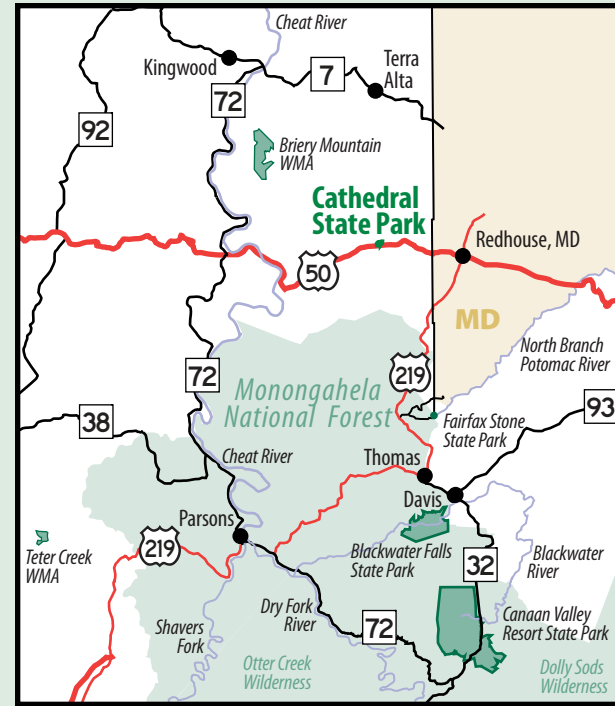 Cheat River
Kingwood
Terra
Alta
7
72
92
Briery Mountain
WMA
Cathedral
State Park
Redhouse, MD
50
MD
North Branch
Potomac River
72
219
Monongahela
National Forest
93
38
Fairfax Stone
State Park
Cheat River
Thomas
Davis
Parsons
219
Teter Creek
WMA
Blackwater Falls
State Park
Blackwater
River
32
Dry Fork
River
Shavers
Fork
72
Canaan Valley
Resort State Park
Otter Creek
Wilderness
Dolly Sods
Wilderness